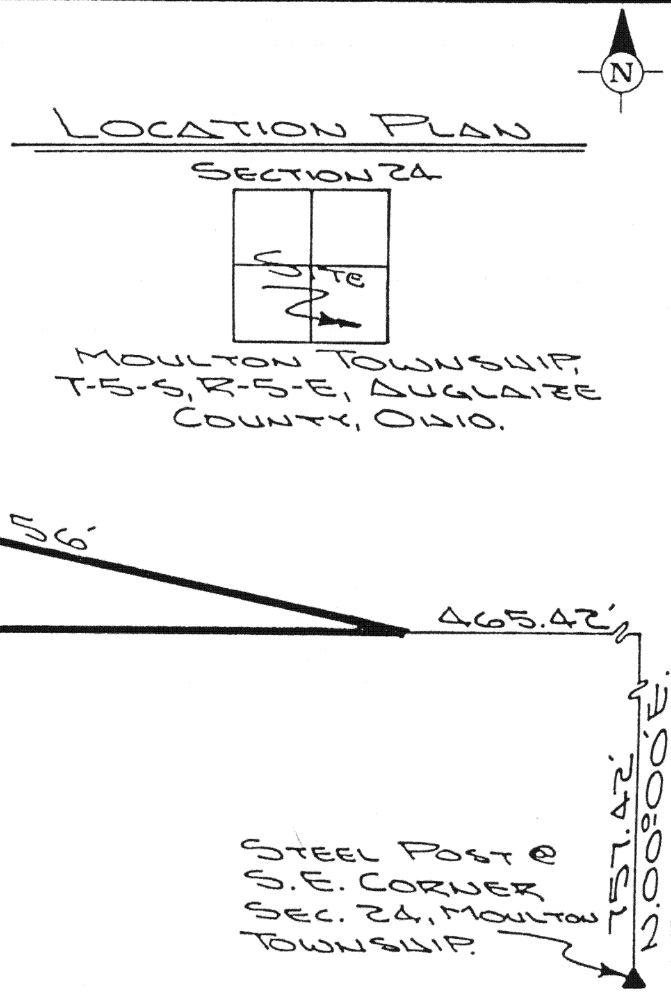 N
LOCATION PLAN
SECTION 24
SITE
MOULTON TOWNSHIP,
T-5-S, R-5-E, AUGLAIZE
COUNTY, OHIO.
56'
465.42'
757.42'
N.00°00'E.
STEEL POST @
S.E. CORNER
SEC. 24, MOULTON
TOWNSHIP.